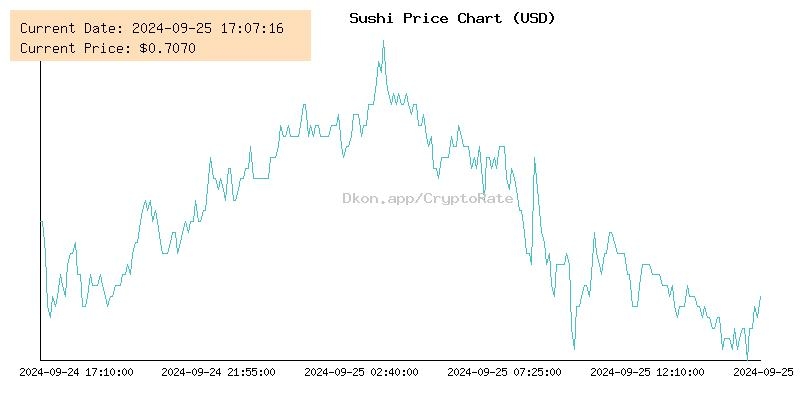 Sushi Price Chart (USD)
Current Date: 2024-09-25 17:07:16
Current Price: $0.7070
Dkon.app/CryptoRate
2024-09-24 17:10:00 2024-09-24 21:55:00 2024-09-25 02:40:00 2024-09-25 07:25:00 2024-09-25 12:10:00 2024-09-25